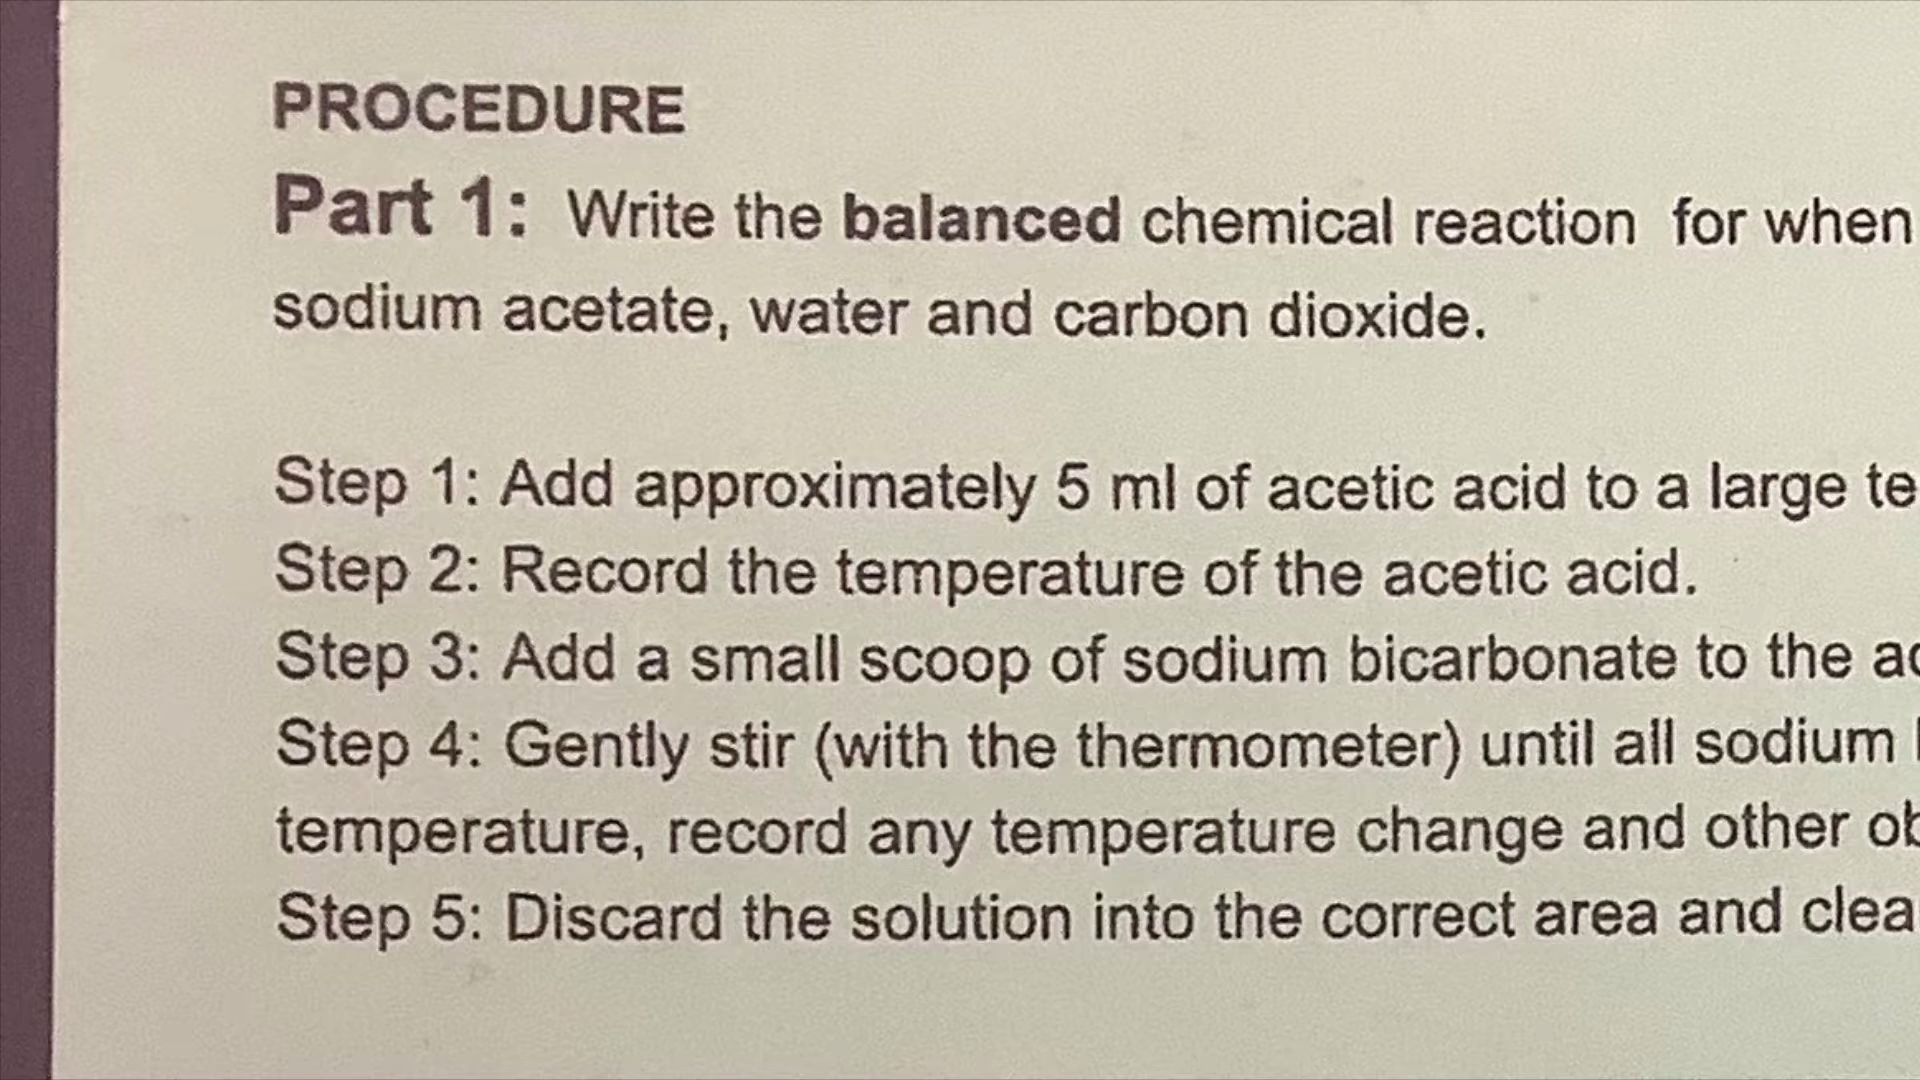 PROCEDURE
Part 1: Write the balanced chemical reaction for when
sodium acetate, water and carbon dioxide.
Step 1: Add approximately 5 ml of acetic acid to a large
Step 2: Record the temperature of the acetic acid.
Step 3: Add a small scoop of sodium bicarbonate to the
Step 4: Gently stir (with the thermometer) until all sodium
temperature, record any temperature change and other
Step 5: Discard the solution into the correct area and